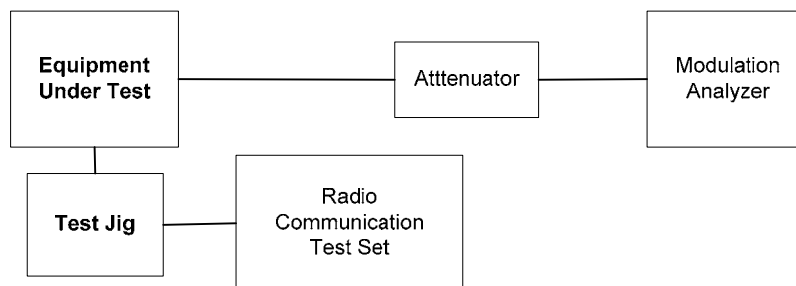 Equipment
Under Test
Atttenuator
Modulation
Analyzer
Test Jig
Radio
Communication
Test Set